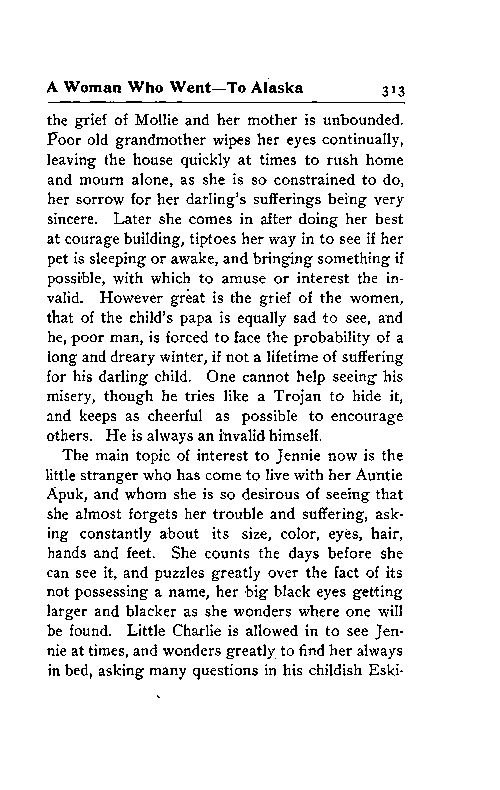 A Woman Who Went—To Alaska 313
the grief of Mollie and her mother is unbounded.
Poor old grandmother wipes her eyes continually,
leaving the house quickly at times to rush home
and mourn alone, as she is so constrained to do,
her sorrow for her darling's sufferings being very
sincere. Later she comes in after doing her best
at courage building, tiptoes her way in to see if her
pet is sleeping or awake, and bringing something if
possible, with which to amuse or interest the in-
valid. However great is the grief of the women,
that of the child's papa is equally sad to see, and
he, poor man, is forced to face the probability of a
long and dreary winter, if not a lifetime of suffering
for his darling child. One cannot help seeing his
misery, though he tries like a Trojan to hide it,
and keeps as cheerful as possible to encourage
others. He is always an invalid himself.
The main topic of interest to Jennie now is the
little stranger who has come to live with her Auntie
Apuk, and whom she is so desirous of seeing that
she almost forgets her trouble and suffering, ask-
ing constantly about its size, color, eyes, hair,
hands and feet. She counts the days before she
can see it, and puzzles greatly over the fact of its
not possessing a name, her big black eyes getting
larger and blacker as she wonders where one will
be found. Little Charlie is allowed in to see Jen-
nie at times, and wonders greatly to find her always
in bed, asking many questions in his childish Eski-